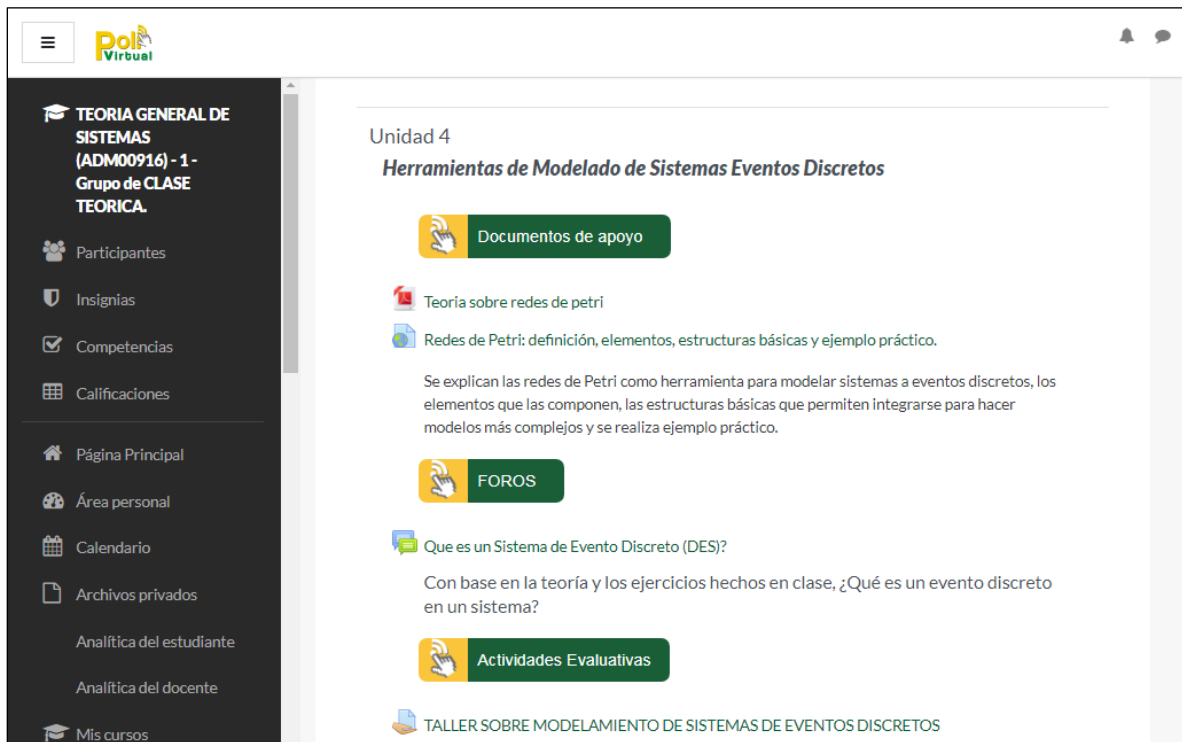 Poli
Virtual
TEORIA GENERAL DE
SISTEMAS
(ADM00916) - 1 -
Grupo de CLASE
TEORICA.
Participantes
Insignias
Competencias
Calificaciones
Página Principal
Área personal
Calendario
Archivos privados
Analítica del estudiante
Analítica del docente
Mis cursos
Unidad 4
Herramientas de Modelado de Sistemas Eventos Discretos
Documentos de apoyo
Teoria sobre redes de petri
Redes de Petri: definición, elementos, estructuras básicas y ejemplo práctico.
Se explican las redes de Petri como herramienta para modelar sistemas a eventos discretos, los
elementos que las componen, las estructuras básicas que permiten integrarse para hacer
modelos más complejos y se realiza ejemplo práctico.
FOROS
Que es un Sistema de Evento Discreto (DES)?
Con base en la teoría y los ejercicios hechos en clase, ¿Qué es un evento discreto
en un sistema?
Actividades Evaluativas
TALLER SOBRE MODELAMIENTO DE SISTEMAS DE EVENTOS DISCRETOS